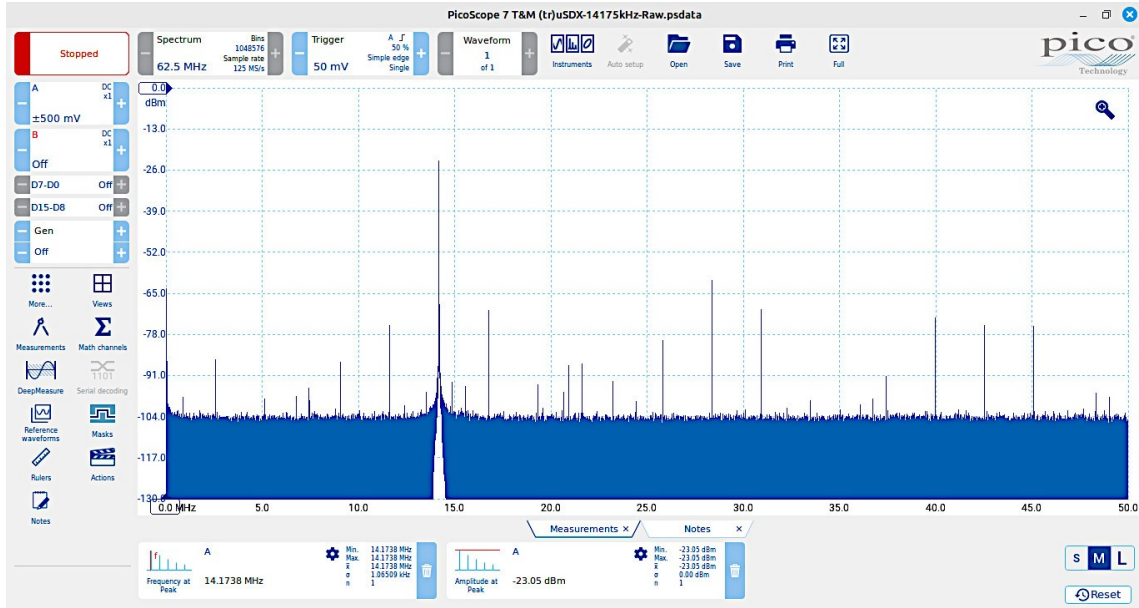 PicoScope 7 T&M (tr)uSDX-14175kHz-Raw.psdata
Stopped
Spectrum
62.5 MHz
Bins
1048576
Sample rate
125 MS/s
Trigger
50 mV
A
50 %
Simple edge
Single
Waveform
1
of 1
Instruments
Auto setup
Open
Save
Print
Full
pico
Technology
A
DC
x1
±500 mV
B
DC
x1
Off
D7-D0 Off
D15-D8 Off
Gen
Off
More...
Views
Measurements
Math channels
DeepMeasure
1101
Serial decoding
Reference
waveforms
Masks
Rulers
Actions
Notes
0.0
dBm
-13.0
-26.0
-39.0
-52.0
-65.0
-78.0
-91.0
-104.0
-117.0
-130.0
0.0 MHz 5.0 10.0 15.0 20.0 25.0 30.0 35.0 40.0 45.0 50.0
Measurements ×
Notes ×
f
Frequency at
Peak
A
14.1738 MHz
Min. 14.1738 MHz
Max. 14.1738 MHz
x̄ 14.1738 MHz
σ 1.06509 kHz
n 1
Amplitude at
Peak
A
-23.05 dBm
Min. -23.05 dBm
Max. -23.05 dBm
x̄ -23.05 dBm
σ 0.00 dBm
n 1
S M L
Reset